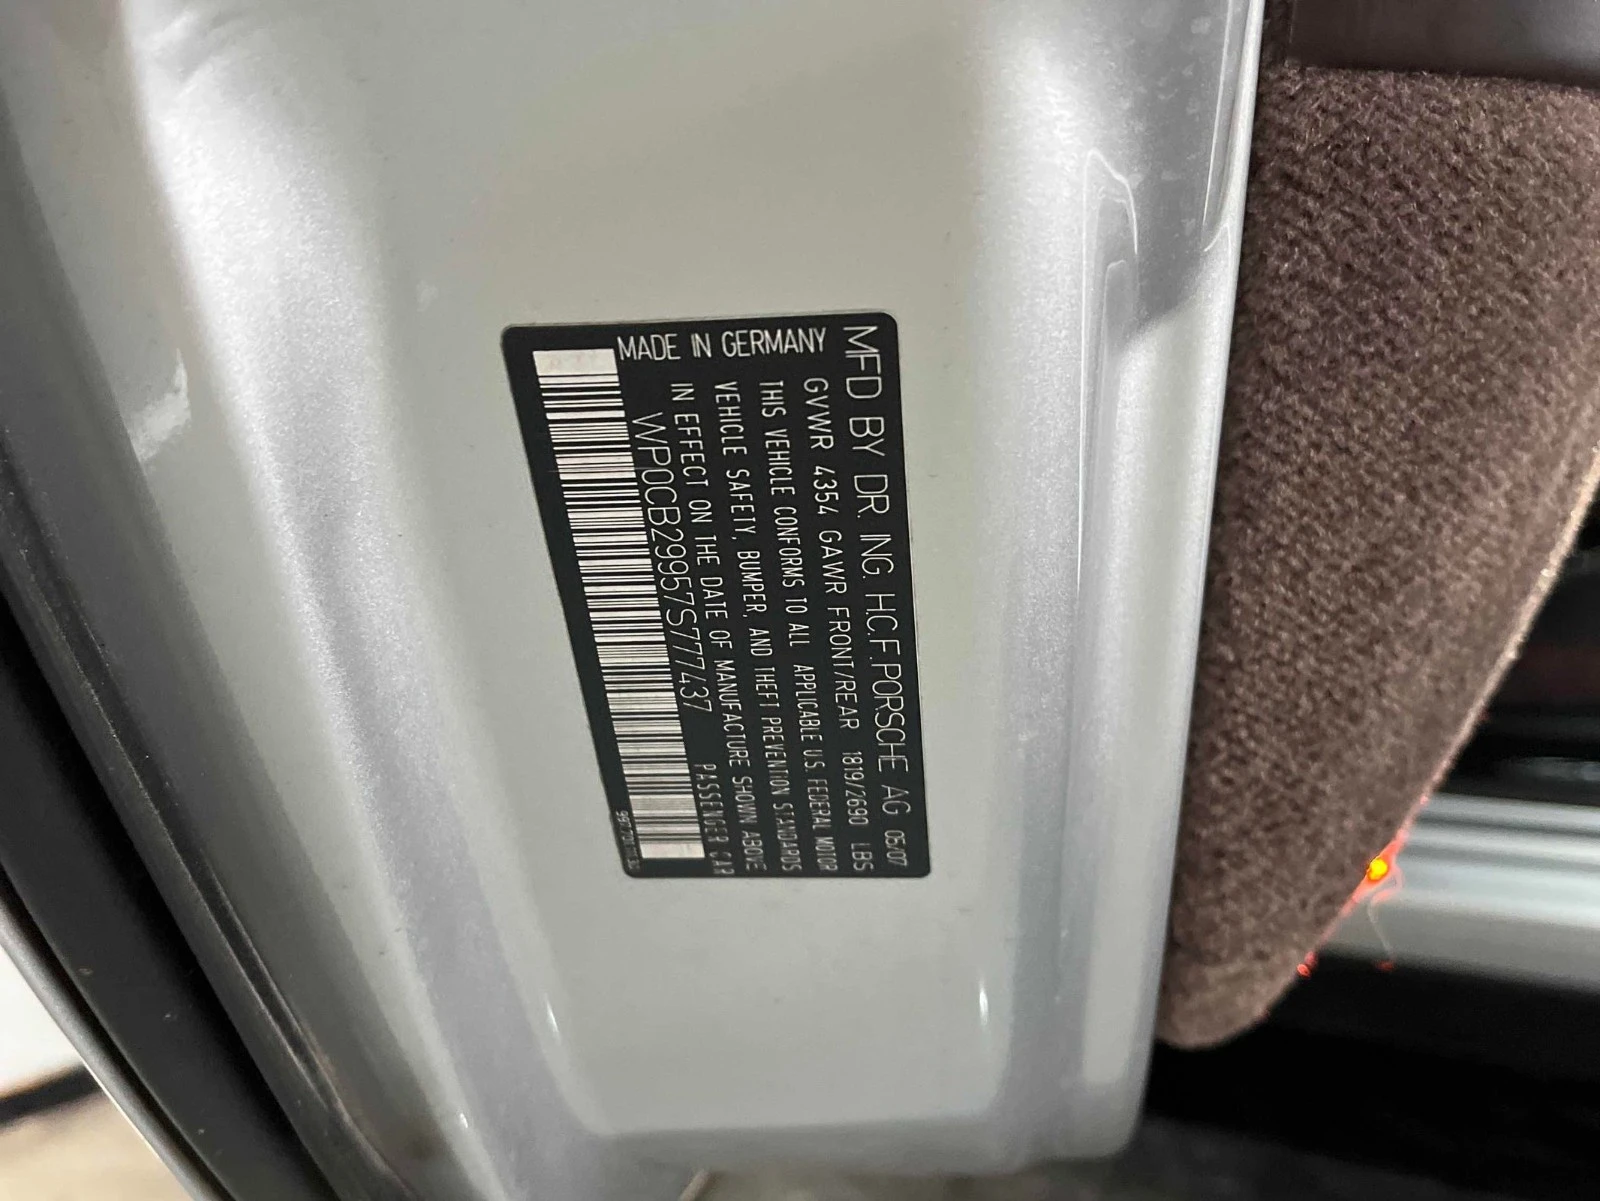 MFD BY DR. ING. H.C.F.PORSCHE AG 05/07
GVWR 4354 GAWR FRONT/REAR 1819/2690 LBS
THIS VEHICLE CONFORMS TO ALL APPLICABLE U.S. FEDERAL MOTOR
VEHICLE SAFETY, BUMPER, AND THEFT PREVENTION STANDARDS
IN EFFECT ON THE DATE OF MANUFACTURE SHOWN ABOVE
WP0CB29957S777437 PASSENGER CAR
MADE IN GERMANY